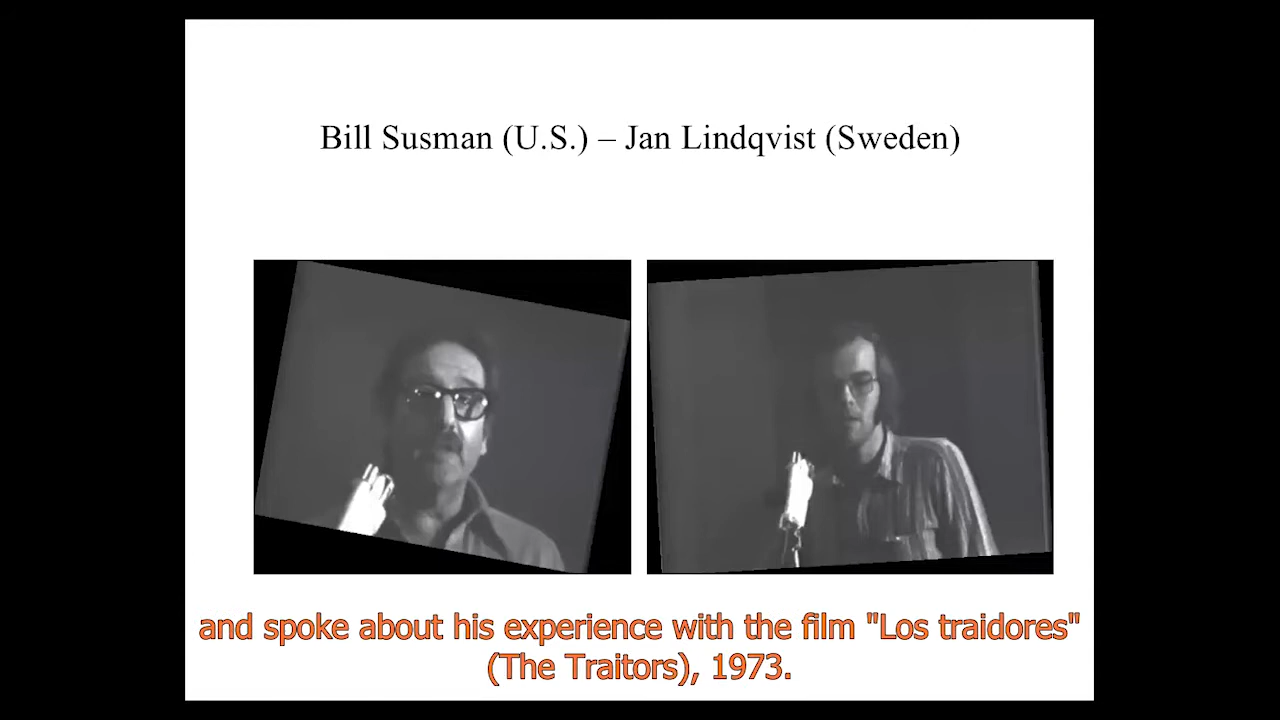 Bill Susman (U.S.) – Jan Lindqvist (Sweden)
and spoke about his experience with the film "Los traidores"
(The Traitors), 1973.